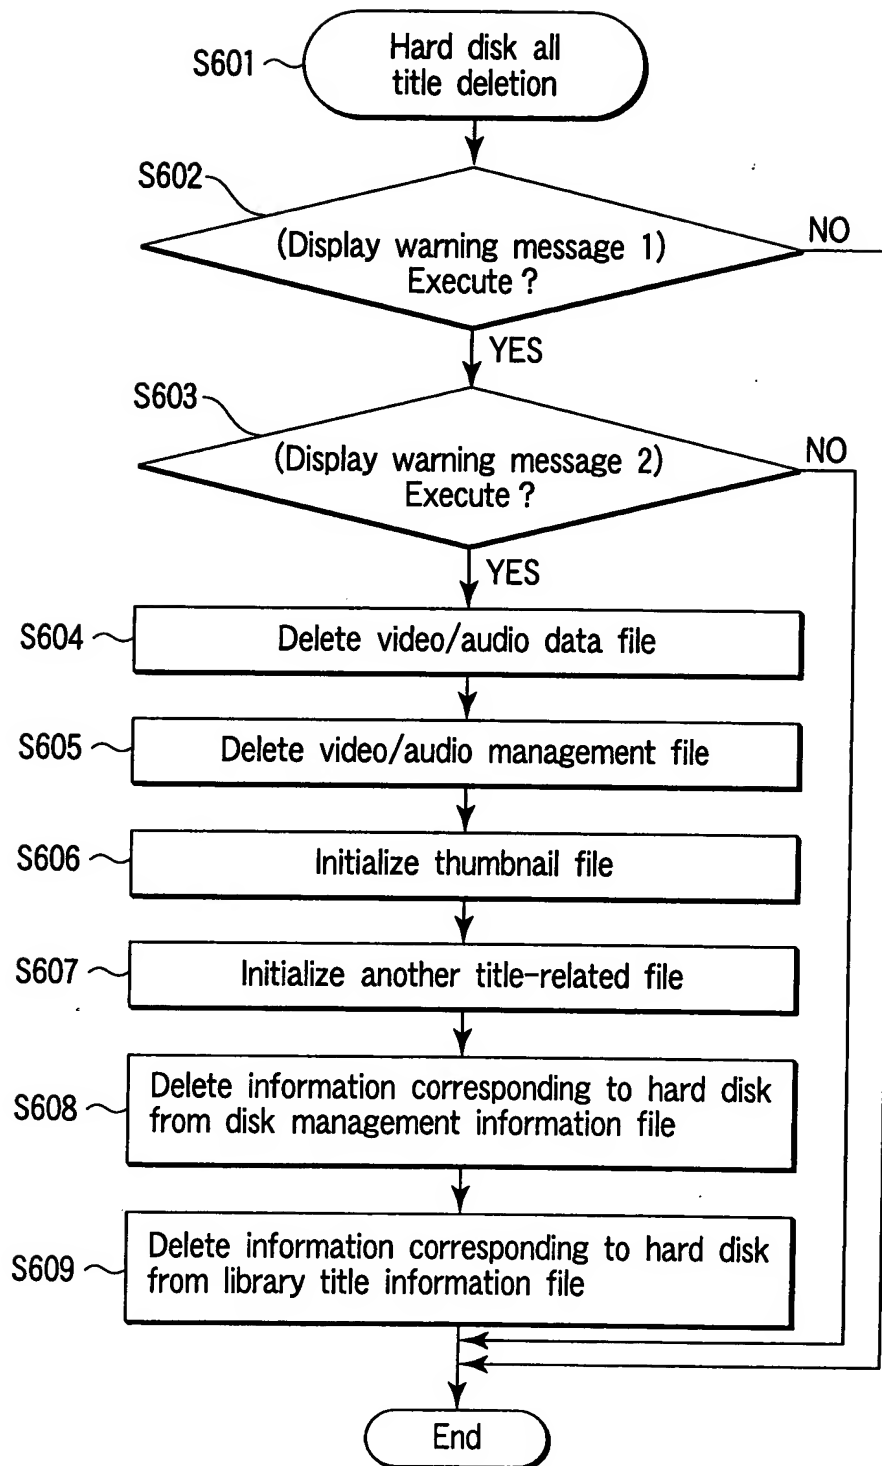 S601
Hard disk all
title deletion
S602
(Display warning message 1)
Execute ?
NO
YES
S603
(Display warning message 2)
Execute ?
NO
YES
S604
Delete video/audio data file
S605
Delete video/audio management file
S606
Initialize thumbnail file
S607
Initialize another title-related file
S608
Delete information corresponding to hard disk
from disk management information file
S609
Delete information corresponding to hard disk
from library title information file
End